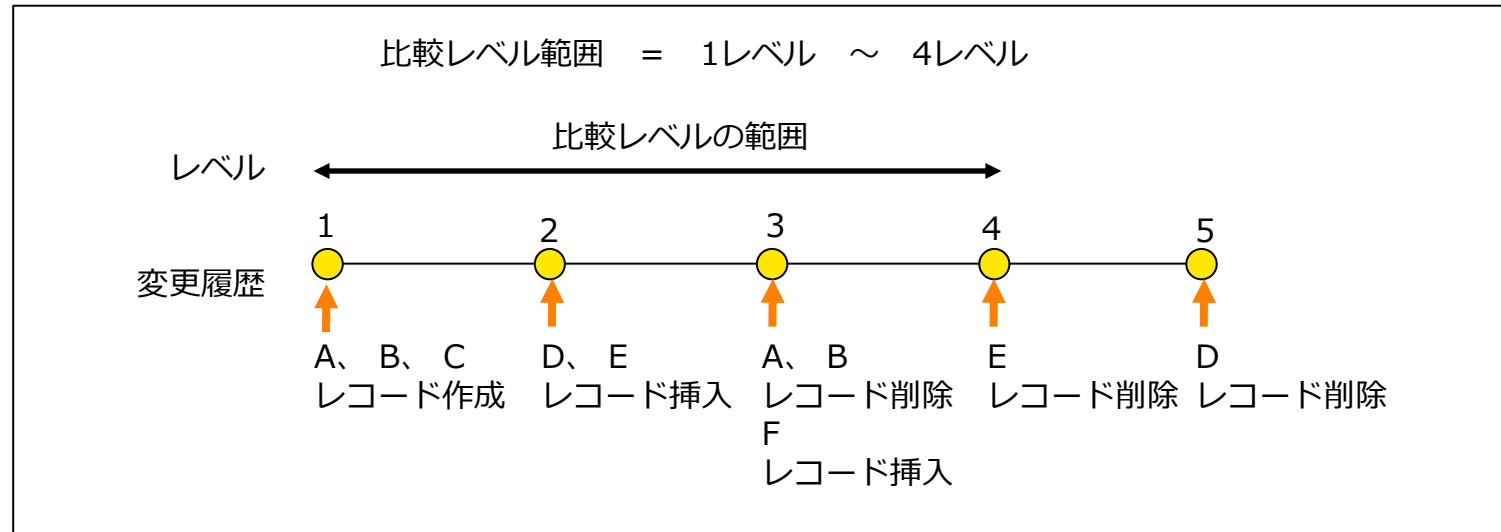 比較レベル範囲 = 1レベル ～ 4レベル
比較レベルの範囲
レベル
1 2 3 4 5
変更履歴
A、 B、 C
レコード作成
D、 E
レコード挿入
A、 B
レコード削除
F
レコード挿入
E
レコード削除
D
レコード削除